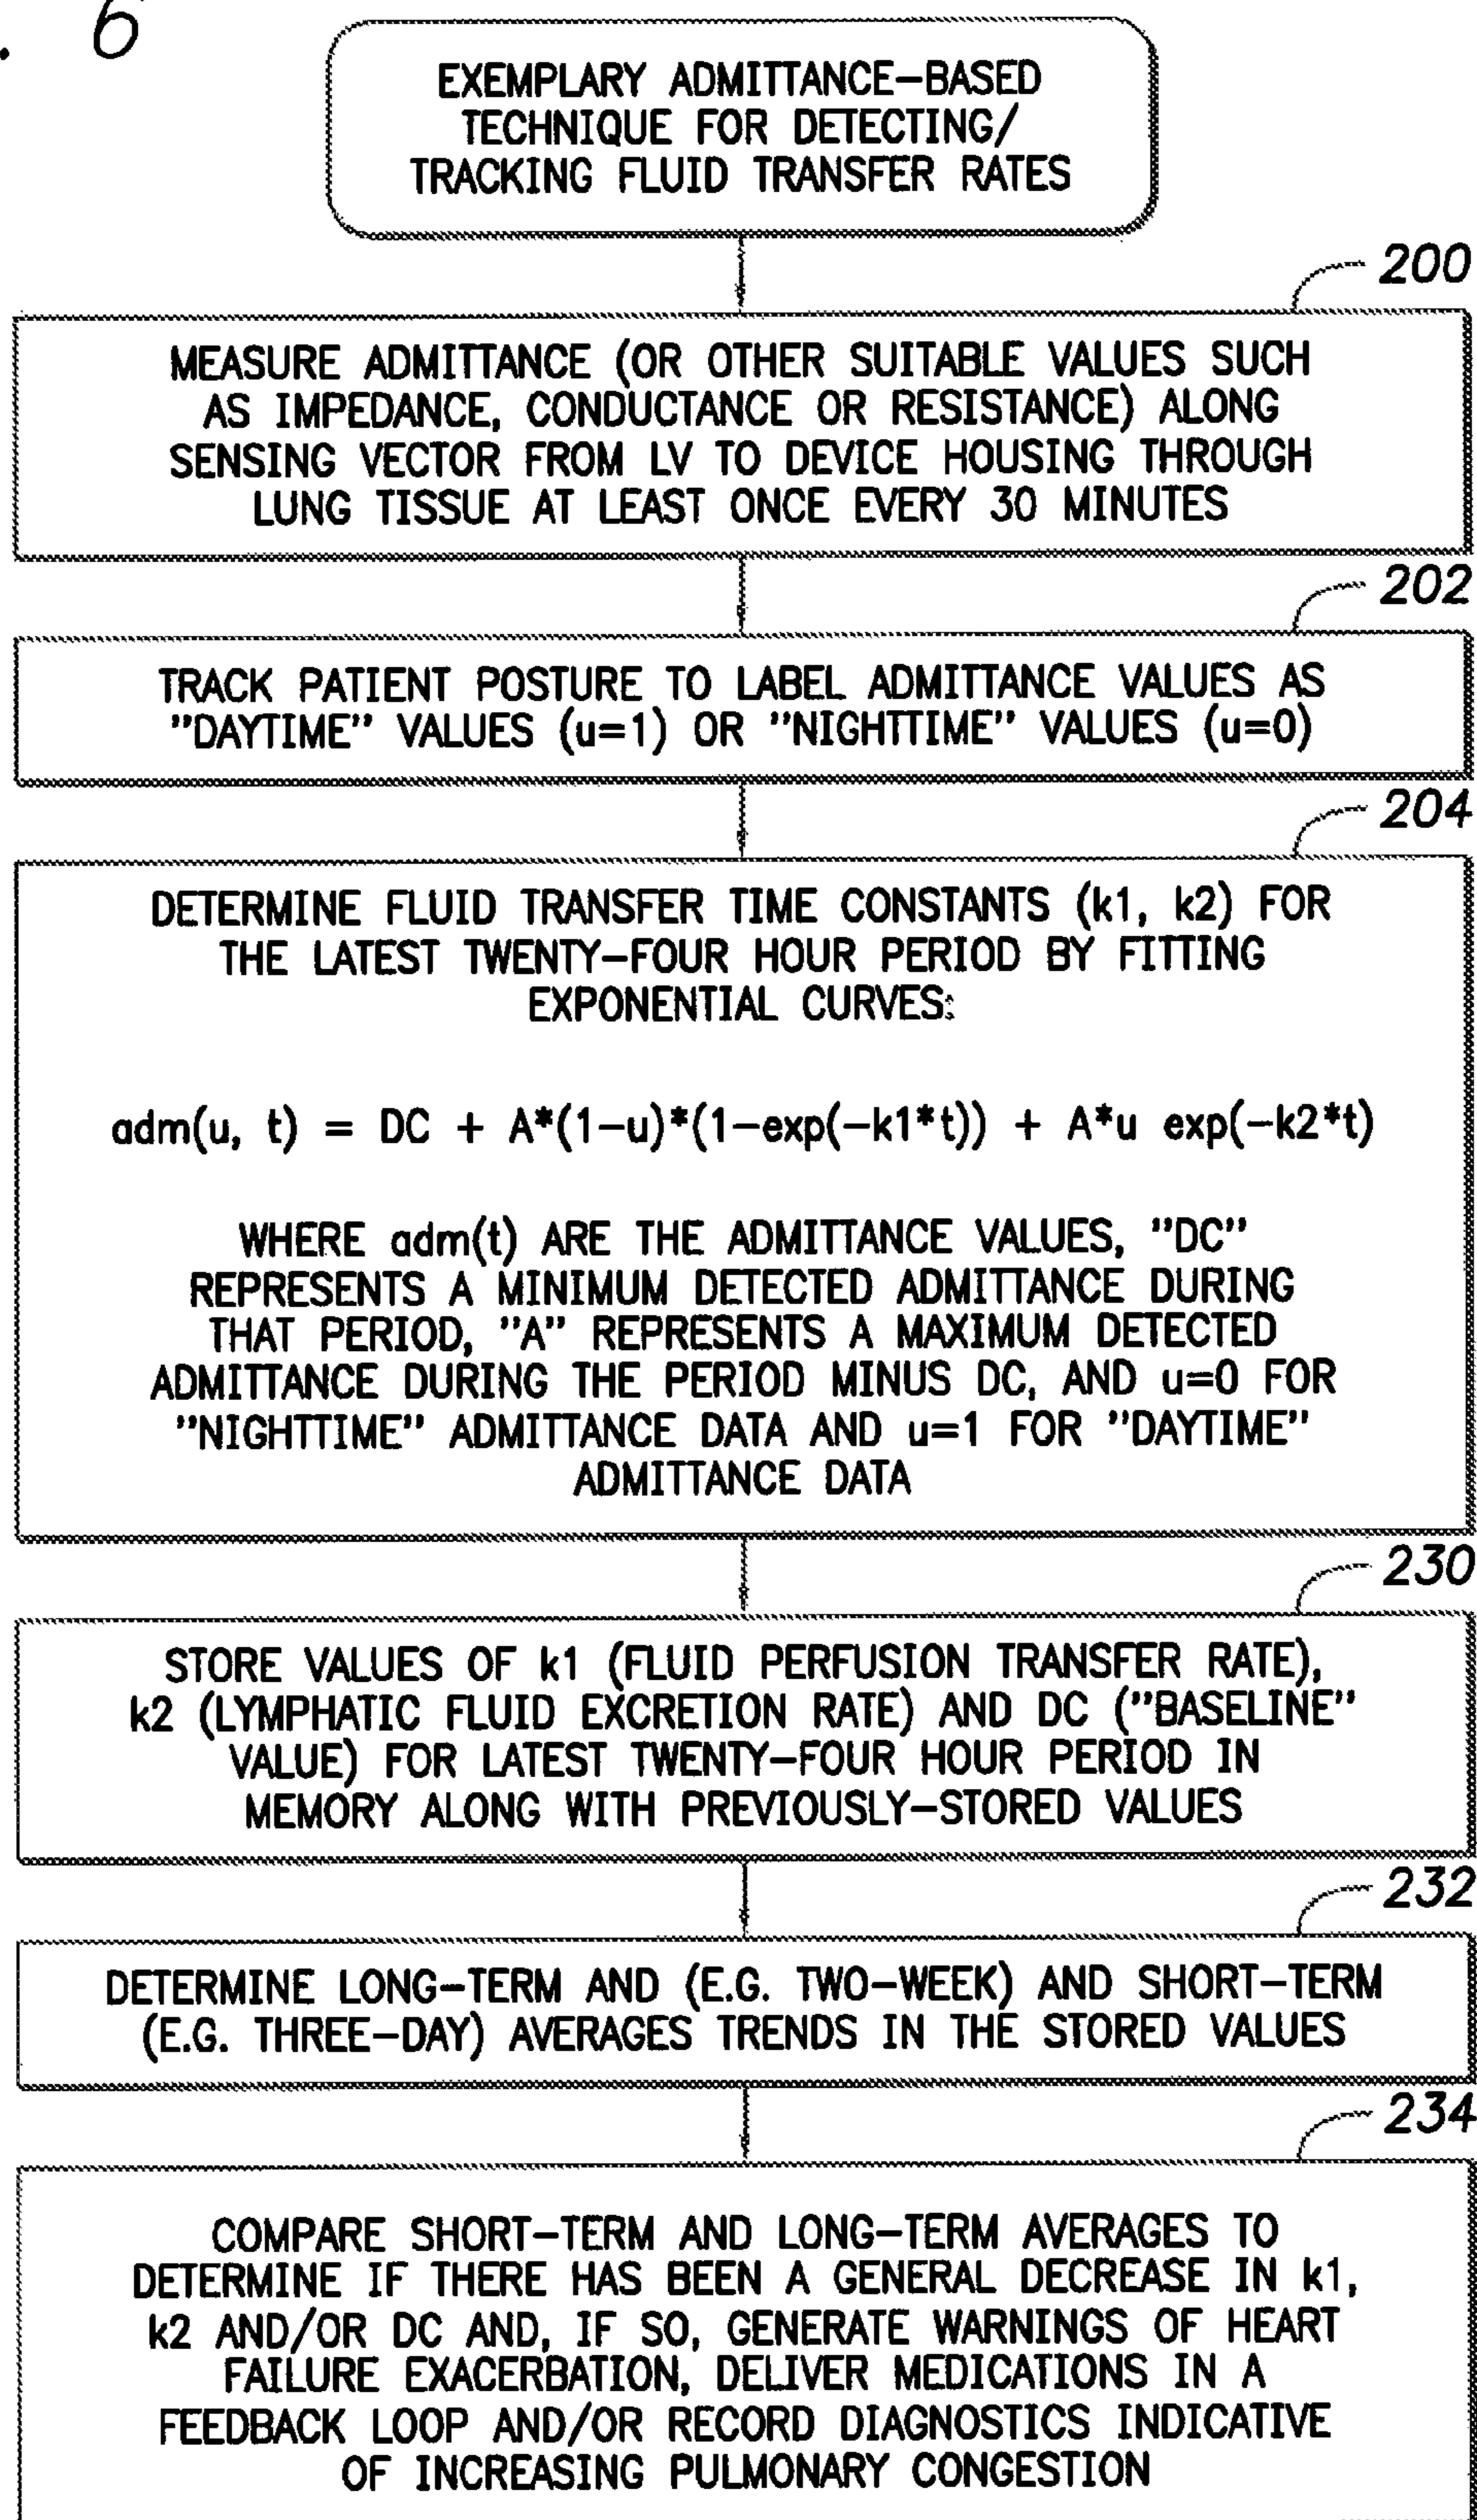 . 6
EXEMPLARY ADMITTANCE-BASED
TECHNIQUE FOR DETECTING/
TRACKING FLUID TRANSFER RATES
200
MEASURE ADMITTANCE (OR OTHER SUITABLE VALUES SUCH
AS IMPEDANCE, CONDUCTANCE OR RESISTANCE) ALONG
SENSING VECTOR FROM LV TO DEVICE HOUSING THROUGH
LUNG TISSUE AT LEAST ONCE EVERY 30 MINUTES
202
TRACK PATIENT POSTURE TO LABEL ADMITTANCE VALUES AS
"DAYTIME" VALUES (u=1) OR "NIGHTTIME" VALUES (u=0)
204
DETERMINE FLUID TRANSFER TIME CONSTANTS (k1, k2) FOR
THE LATEST TWENTY-FOUR HOUR PERIOD BY FITTING
EXPONENTIAL CURVES:
adm(u, t) = DC + A*(1-u)*(1-exp(-k1*t)) + A*u exp(-k2*t)
WHERE adm(t) ARE THE ADMITTANCE VALUES, "DC"
REPRESENTS A MINIMUM DETECTED ADMITTANCE DURING
THAT PERIOD, "A" REPRESENTS A MAXIMUM DETECTED
ADMITTANCE DURING THE PERIOD MINUS DC, AND u=0 FOR
"NIGHTTIME" ADMITTANCE DATA AND u=1 FOR "DAYTIME"
ADMITTANCE DATA
230
STORE VALUES OF k1 (FLUID PERFUSION TRANSFER RATE),
k2 (LYMPHATIC FLUID EXCRETION RATE) AND DC ("BASELINE"
VALUE) FOR LATEST TWENTY-FOUR HOUR PERIOD IN
MEMORY ALONG WITH PREVIOUSLY-STORED VALUES
232
DETERMINE LONG-TERM AND (E.G. TWO-WEEK) AND SHORT-TERM
(E.G. THREE-DAY) AVERAGES TRENDS IN THE STORED VALUES
234
COMPARE SHORT-TERM AND LONG-TERM AVERAGES TO
DETERMINE IF THERE HAS BEEN A GENERAL DECREASE IN k1,
k2 AND/OR DC AND, IF SO, GENERATE WARNINGS OF HEART
FAILURE EXACERBATION, DELIVER MEDICATIONS IN A
FEEDBACK LOOP AND/OR RECORD DIAGNOSTICS INDICATIVE
OF INCREASING PULMONARY CONGESTION